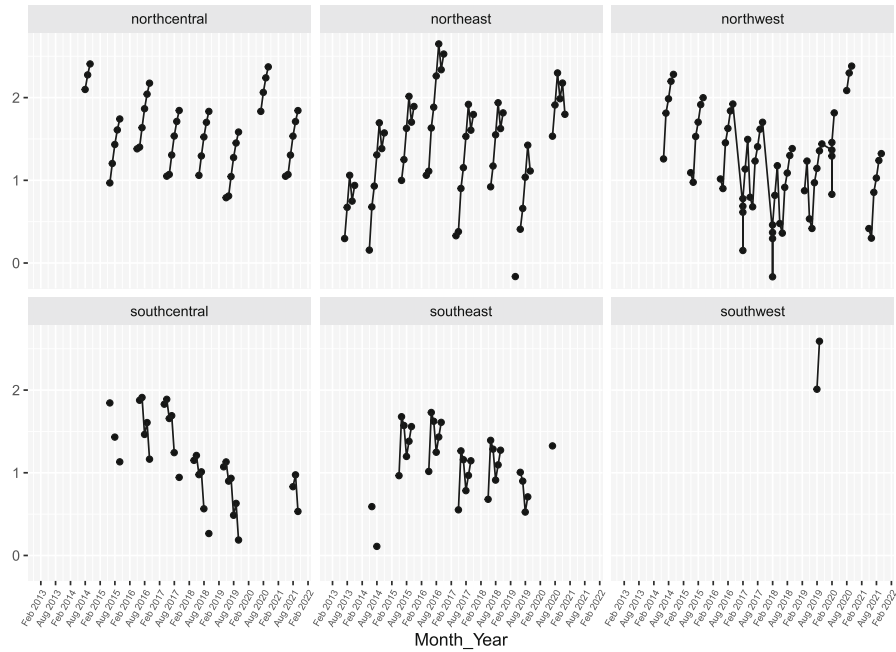 northcentral northeast northwest
2
1
0
southcentral southeast southwest
2
1
0
Feb 2013 Aug 2013 Feb 2014 Aug 2014 Feb 2015 Aug 2015 Feb 2016 Aug 2016 Feb 2017 Aug 2017 Feb 2018 Aug 2018 Feb 2019 Aug 2019 Feb 2020 Aug 2020 Feb 2021 Aug 2021 Feb 2022 Feb 2013 Aug 2013 Feb 2014 Aug 2014 Feb 2015 Aug 2015 Feb 2016 Aug 2016 Feb 2017 Aug 2017 Feb 2018 Aug 2018 Feb 2019 Aug 2019 Feb 2020 Aug 2020 Feb 2021 Aug 2021 Feb 2022 Feb 2013 Aug 2013 Feb 2014 Aug 2014 Feb 2015 Aug 2015 Feb 2016 Aug 2016 Feb 2017 Aug 2017 Feb 2018 Aug 2018 Feb 2019 Aug 2019 Feb 2020 Aug 2020 Feb 2021 Aug 2021 Feb 2022
Month_Year